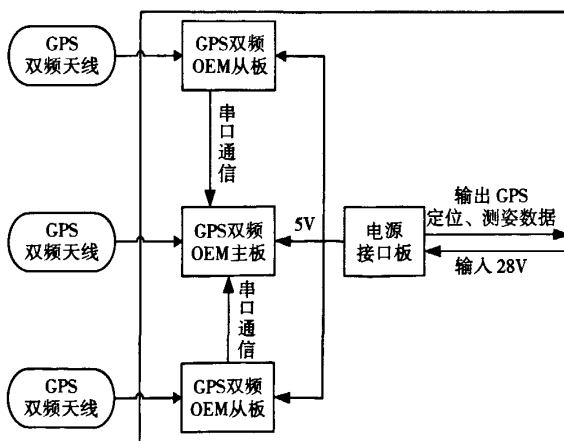 GPS
双频天线
GPS双频
OEM从板
串口通信
GPS
双频天线
GPS双频
OEM主板
5V
电源
接口板
输出 GPS
定位、测姿数据
输入 28V
串口通信
GPS
双频天线
GPS双频
OEM从板